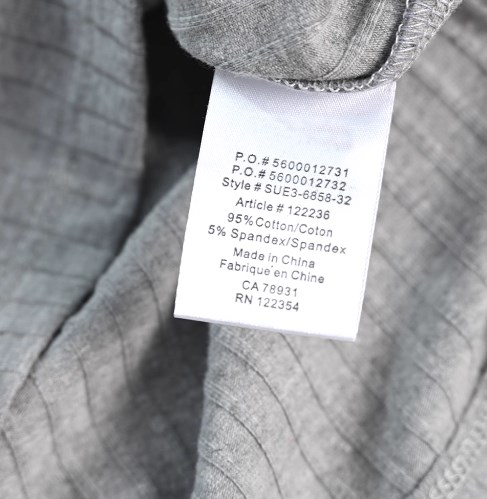 P.O.# 5600012731
P.O.# 5600012732
Style # SUE3-6858-32
Article # 122236
95%Cotton/Coton
5% Spandex/Spandex
Made in China
Fabrique en Chine
CA 78931
RN 122354